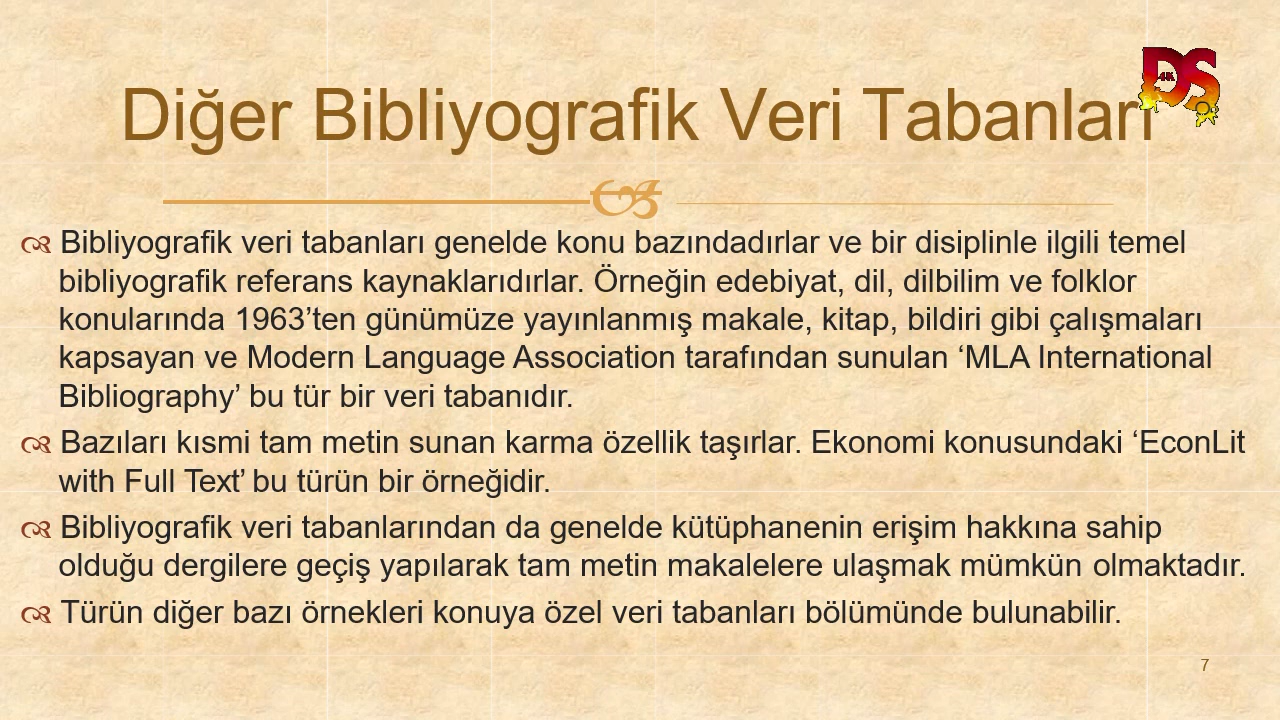 Diğer Bibliyografik Veri Tabanları
DS
4K
Bibliyografik veri tabanları genelde konu bazındadırlar ve bir disiplinle ilgili temel
bibliyografik referans kaynaklarıdırlar. Örneğin edebiyat, dil, dilbilim ve folklor
konularında 1963’ten günümüze yayınlanmış makale, kitap, bildiri gibi çalışmaları
kapsayan ve Modern Language Association tarafından sunulan ‘MLA International
Bibliography’ bu tür bir veri tabanıdır.
Bazıları kısmi tam metin sunan karma özellik taşırlar. Ekonomi konusundaki ‘EconLit
with Full Text’ bu türün bir örneğidir.
Bibliyografik veri tabanlarından da genelde kütüphanenin erişim hakkına sahip
olduğu dergilere geçiş yapılarak tam metin makalelere ulaşmak mümkün olmaktadır.
Türün diğer bazı örnekleri konuya özel veri tabanları bölümünde bulunabilir.
7